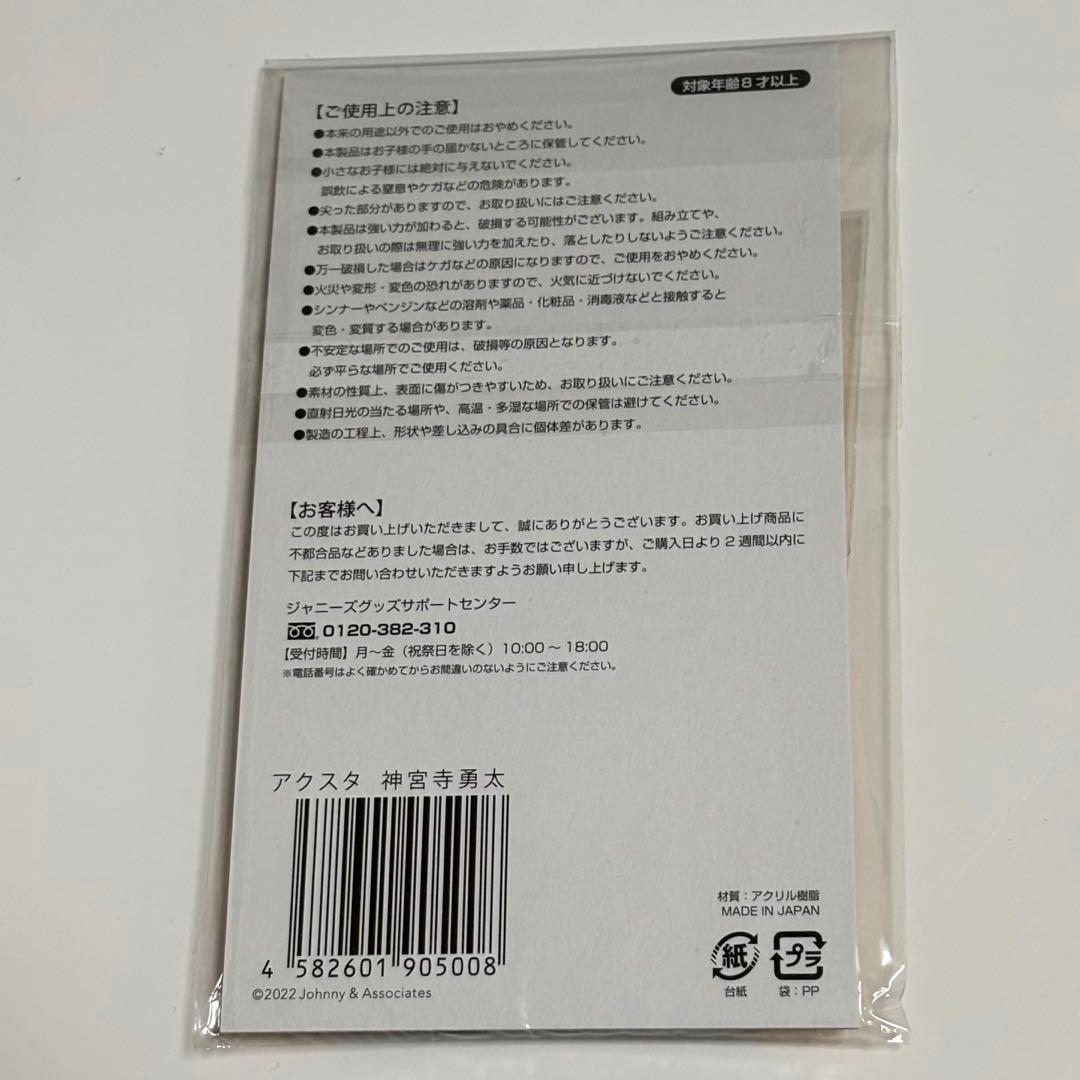 対象年齢8才以上
【ご使用上の注意】
●本来の用途以外でのご使用はおやめください。
●本製品はお子様の手の届かないところに保管してください。
●小さなお子様には絶対に与えないでください。
誤飲による窒息やケガなどの危険があります。
●尖った部分がありますので、お取り扱いにはご注意ください。
●本製品は強い力が加わると、破損する可能性がございます。組み立てや、
お取り扱いの際は無理に強い力を加えたり、落としたりしないようご注意ください。
●万一破損した場合はケガなどの原因になりますので、ご使用をおやめください。
●火災や変形・変色の恐れがありますので、火気に近づけないでください。
●シンナーやベンジンなどの溶剤や薬品・化粧品・消毒液などと接触すると
変色・変質する場合があります。
●不安定な場所でのご使用は、破損等の原因となります。
必ず平らな場所でご使用ください。
●素材の性質上、表面に傷がつきやすいため、お取り扱いにご注意ください。
●直射日光の当たる場所や、高温・多湿な場所での保管は避けてください。
●製造の工程上、形状や差し込みの具合に個体差があります。
【お客様へ】
この度はお買い上げいただきまして、誠にありがとうございます。お買い上げ商品に
不都合品などありました場合は、お手数ではございますが、ご購入日より2週間以内に
下記までお問い合わせいただきますようお願い申し上げます。
ジャニーズグッズサポートセンター
0120-382-310
【受付時間】月〜金（祝祭日を除く）10:00〜18:00
※電話番号はよく確かめてからお間違いのないようにご注意ください。
アクスタ 神宮寺勇太
4 582601 905008
©2022 Johnny & Associates
材質：アクリル樹脂
MADE IN JAPAN
紙 プラ
台紙 袋：PP